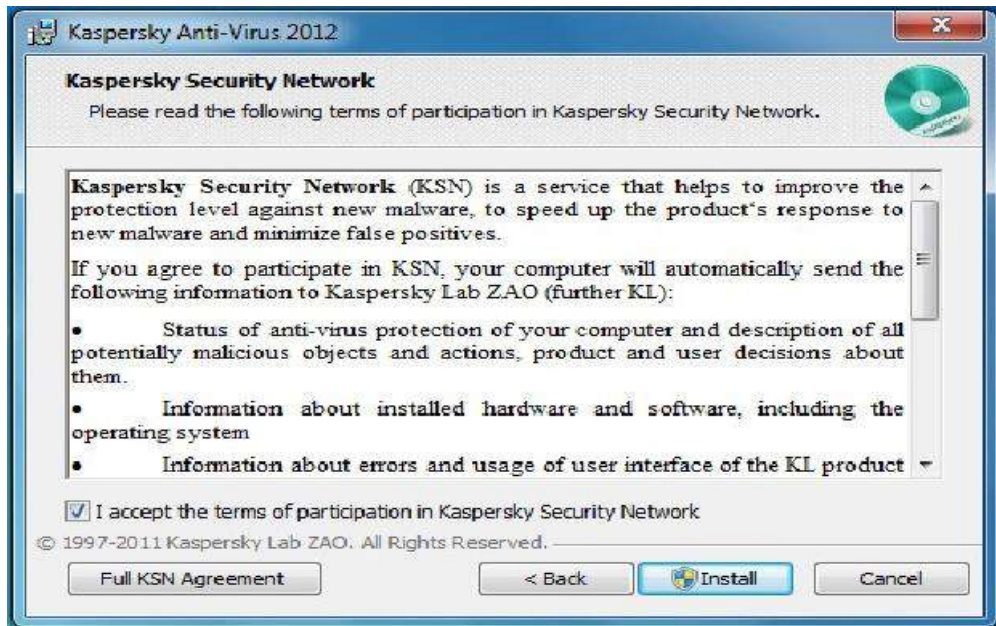 Kaspersky Anti-Virus 2012
Kaspersky Security Network
Please read the following terms of participation in Kaspersky Security Network.
Kaspersky Security Network (KSN) is a service that helps to improve the
protection level against new malware, to speed up the product's response to
new malware and minimize false positives.
If you agree to participate in KSN, your computer will automatically send the
following information to Kaspersky Lab ZAO (further KL):
• Status of anti-virus protection of your computer and description of all
potentially malicious objects and actions, product and user decisions about
them.
• Information about installed hardware and software, including the
operating system
• Information about errors and usage of user interface of the KL product
I accept the terms of participation in Kaspersky Security Network
© 1997-2011 Kaspersky Lab ZAO. All Rights Reserved.
Full KSN Agreement
< Back
Install
Cancel